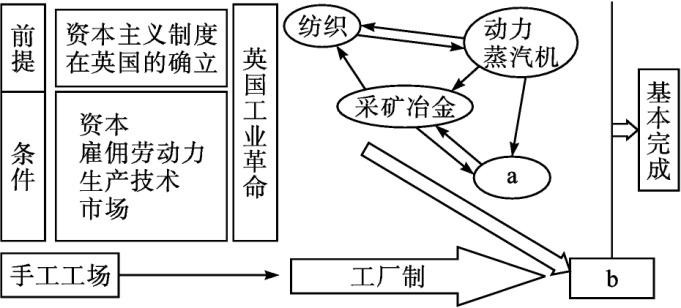 前提
资本主义制度
在英国的确立
条件
资本
雇佣劳动力
生产技术
市场
英国工业革命
纺织
动力
蒸汽机
采矿冶金
a
基本完成
手工工场
工厂制
b